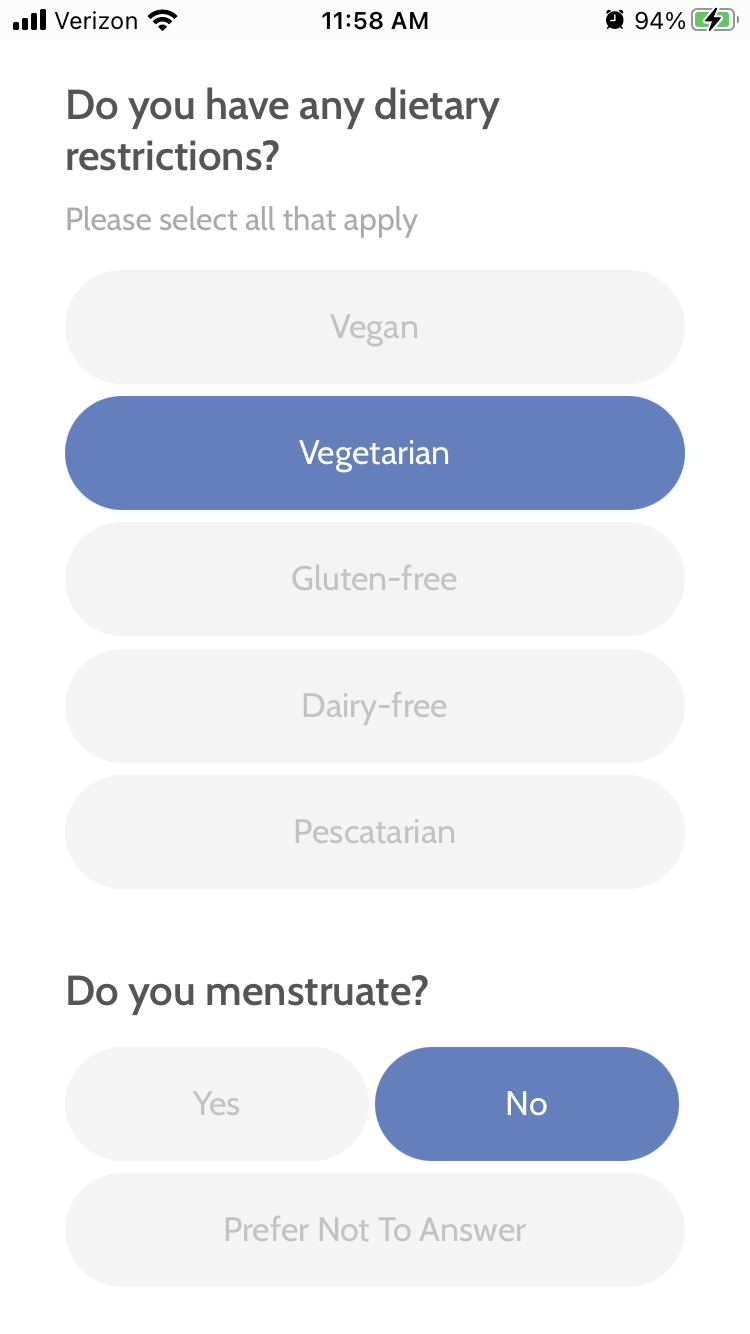 Verizon 11:58 AM 94%
Do you have any dietary
restrictions?
Please select all that apply
Vegan
Vegetarian
Gluten-free
Dairy-free
Pescatarian
Do you menstruate?
Yes No
Prefer Not To Answer